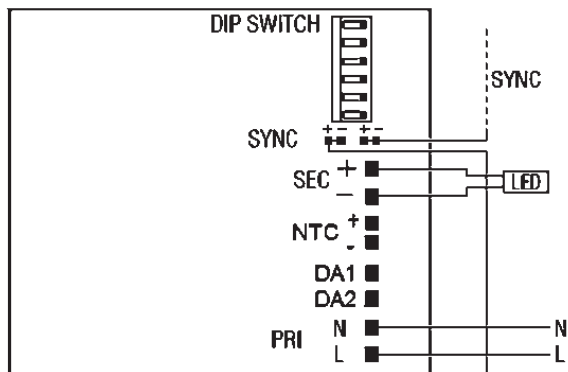 DIP SWITCH
SYNC
+ - + -
SYNC
SEC + LED
-
NTC +
-
DA1
DA2
PRI N N
L L